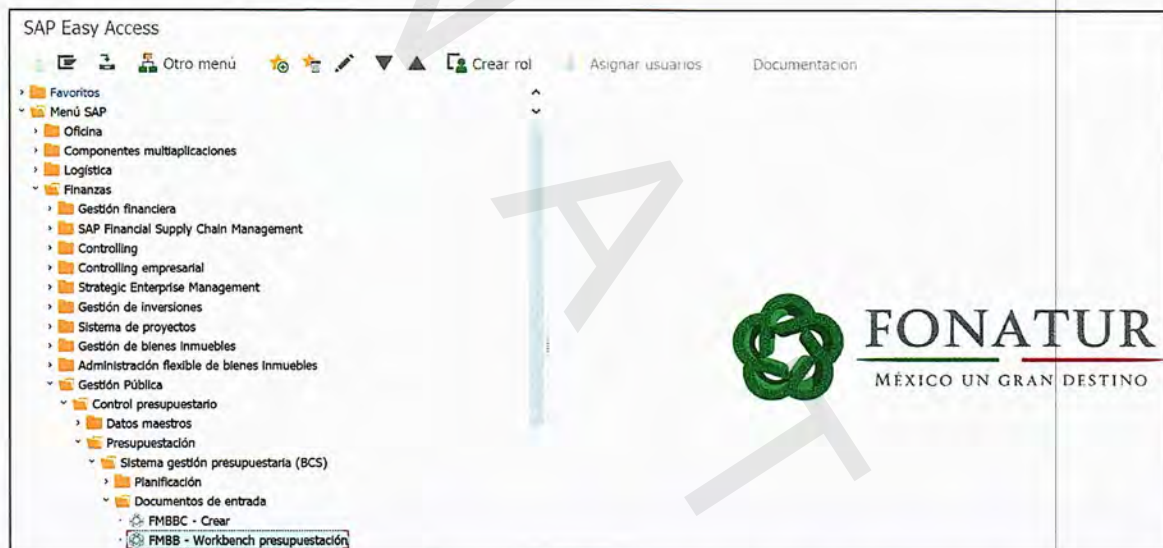 SAP Easy Access
Otro menú Crear rol Asignar usuarios Documentación
Favoritos
Menú SAP
Oficina
Componentes multiaplicaciones
Logística
Finanzas
Gestión financiera
SAP Financial Supply Chain Management
Controlling
Controlling empresarial
Strategic Enterprise Management
Gestión de inversiones
Sistema de proyectos
Gestión de bienes inmuebles
Administración flexible de bienes inmuebles
Gestión Pública
Control presupuestario
Datos maestros
Presupuestación
Sistema gestión presupuestaria (BCS)
Planificación
Documentos de entrada
FMBBC - Crear
FMBB - Workbench presupuestación
FONATUR
MÉXICO UN GRAN DESTINO